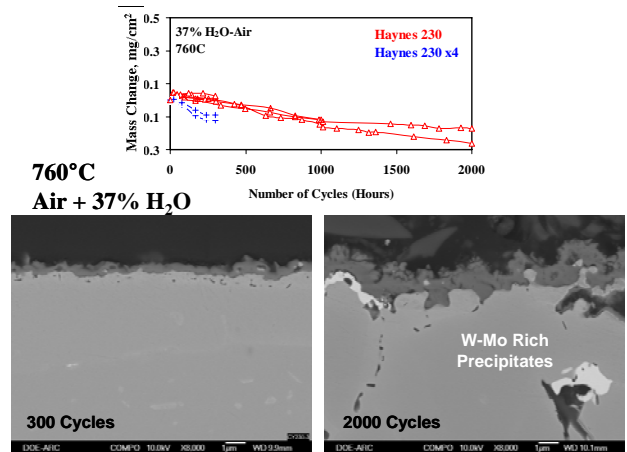 37% H2O-Air
760C
Haynes 230
Haynes 230 x4
Mass Change, mg/cm²
0.5
0.3
0.1
0.1
0.3
0 500 1000 1500 2000
Number of Cycles (Hours)
760°C
Air + 37% H₂O
W-Mo Rich
Precipitates
300 Cycles
2000 Cycles
DOE-ARC COMPO 10.0kV X8,000 1µm WD 9.9mm
DOE-ARC COMPO 10.0kV X8,000 1µm WD 10.1mm